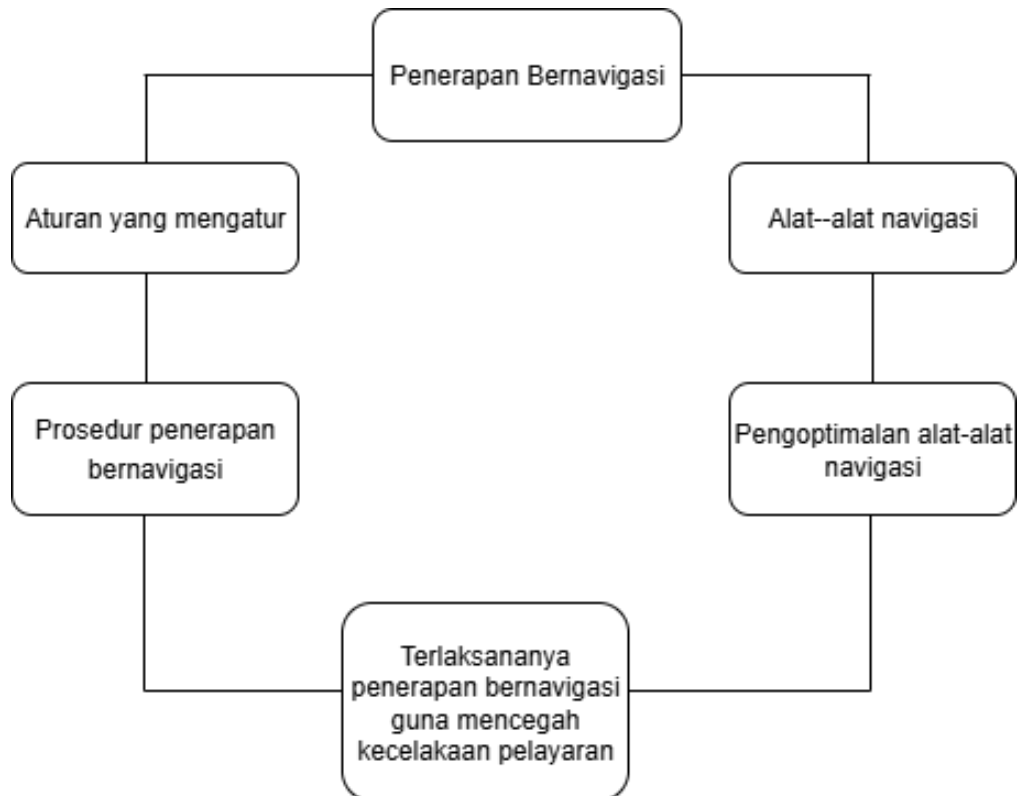 Penerapan Bernavigasi
Aturan yang mengatur
Alat--alat navigasi
Prosedur penerapan
bernavigasi
Pengoptimalan alat-alat
navigasi
Terlaksananya
penerapan bernavigasi
guna mencegah
kecelakaan pelayaran